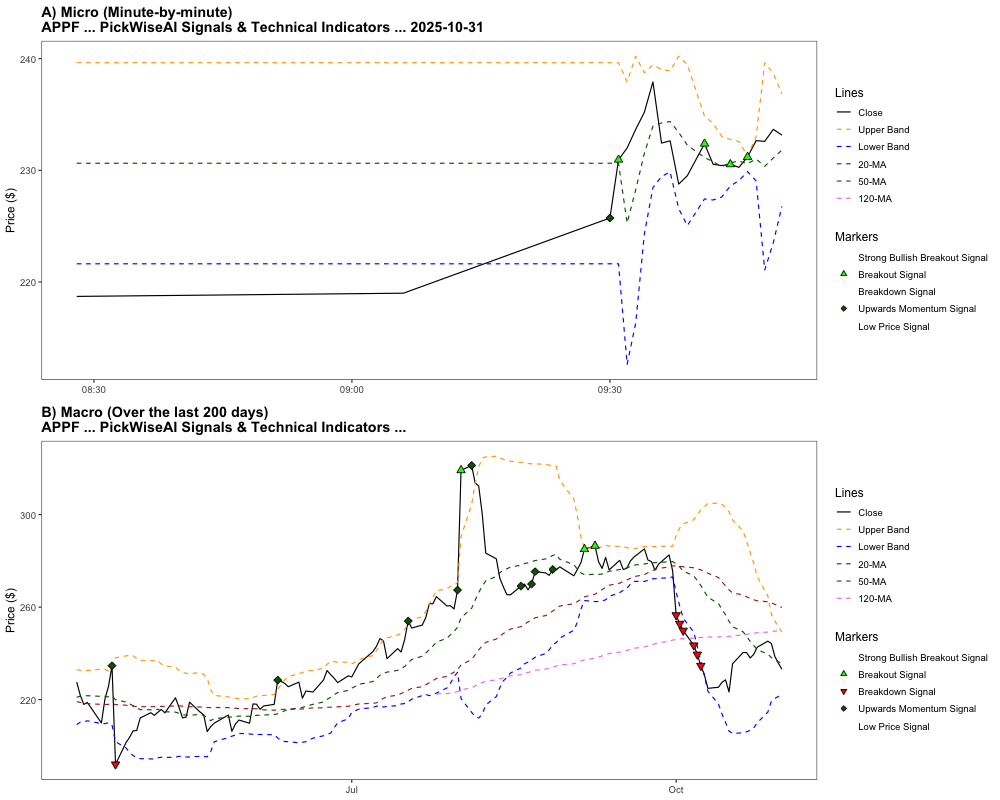 A) Micro (Minute-by-minute)
APPF ... PickWiseAI Signals & Technical Indicators ... 2025-10-31
240
230
220
Price ($)
08:30
09:00
09:30
Lines
Close
Upper Band
Lower Band
20-MA
50-MA
120-MA
Markers
Strong Bullish Breakout Signal
Breakout Signal
Breakdown Signal
Upwards Momentum Signal
Low Price Signal
B) Macro (Over the last 200 days)
APPF ... PickWiseAI Signals & Technical Indicators ...
300
260
220
Price ($)
Jul
Oct
Lines
Close
Upper Band
Lower Band
20-MA
50-MA
120-MA
Markers
Strong Bullish Breakout Signal
Breakout Signal
Breakdown Signal
Upwards Momentum Signal
Low Price Signal